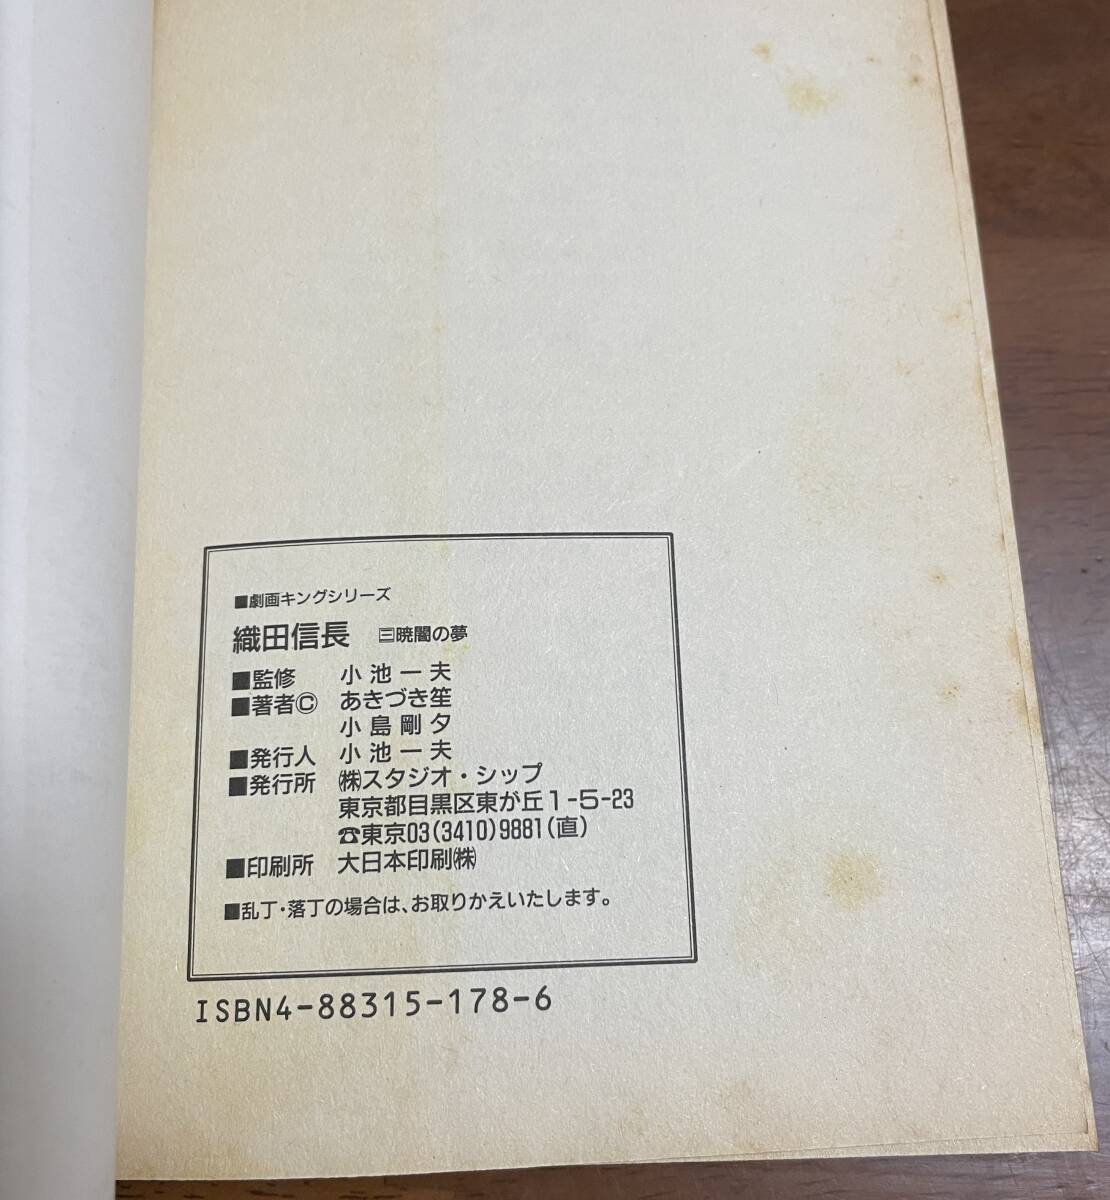 ■劇画キングシリーズ
織田信長 三暁闇の夢
■監修 小池一夫
■著者Ⓒ あきづき笙
小島剛夕
■発行人 小池一夫
■発行所 ㈱スタジオ・シップ
東京都目黒区東が丘1-5-23
☎東京03(3410)9881(直)
■印刷所 大日本印刷㈱
■乱丁・落丁の場合は、お取りかえいたします。
ISBN4-88315-178-6